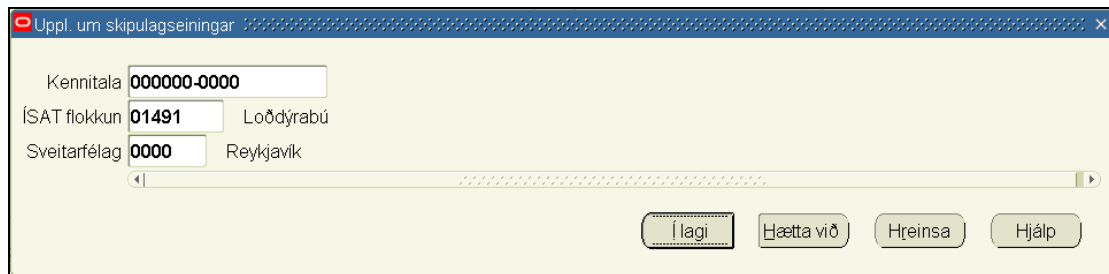 Uppl. um skipulagseiningar
Kennitala 000000-0000
ÍSAT flokkun 01491 Loðdýrabú
Sveitarfélag 0000 Reykjavík
Í lagi Hætta við Hreinsa Hjálp